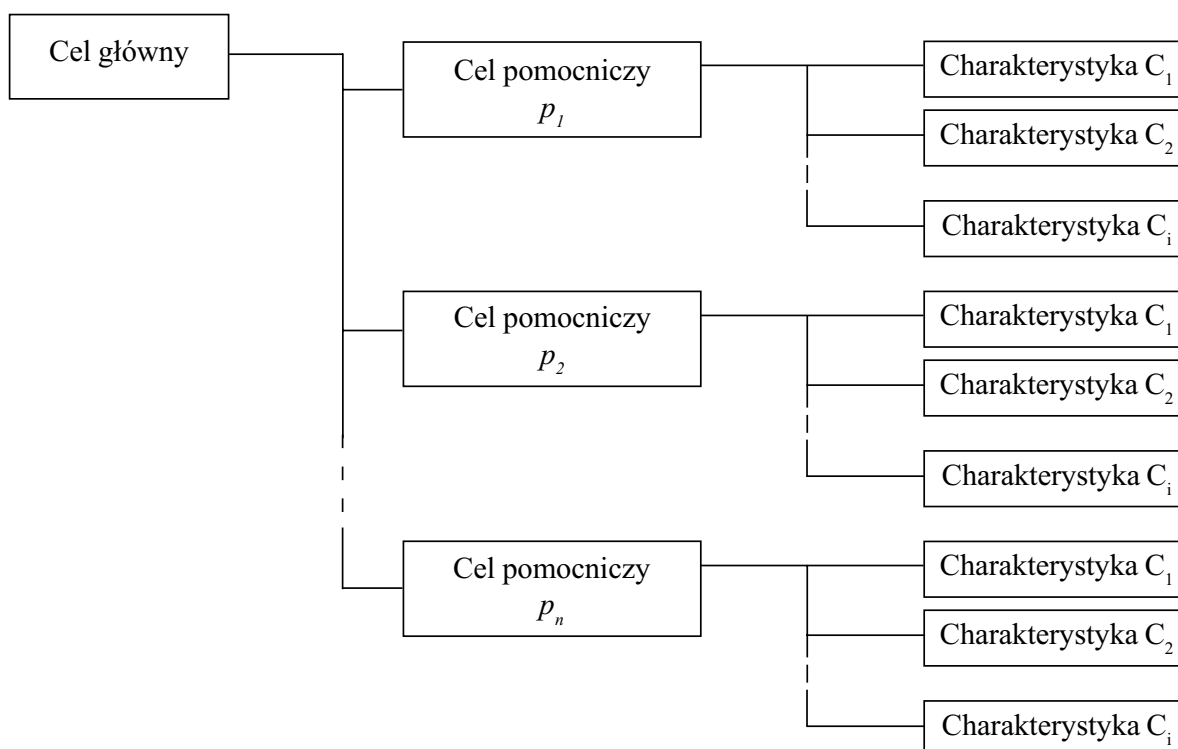 Cel główny
Cel pomocniczy
p₁
Charakterystyka C₁
Charakterystyka C₂
Charakterystyka Cᵢ
Cel pomocniczy
p₂
Charakterystyka C₁
Charakterystyka C₂
Charakterystyka Cᵢ
Cel pomocniczy
pₙ
Charakterystyka C₁
Charakterystyka C₂
Charakterystyka Cᵢ